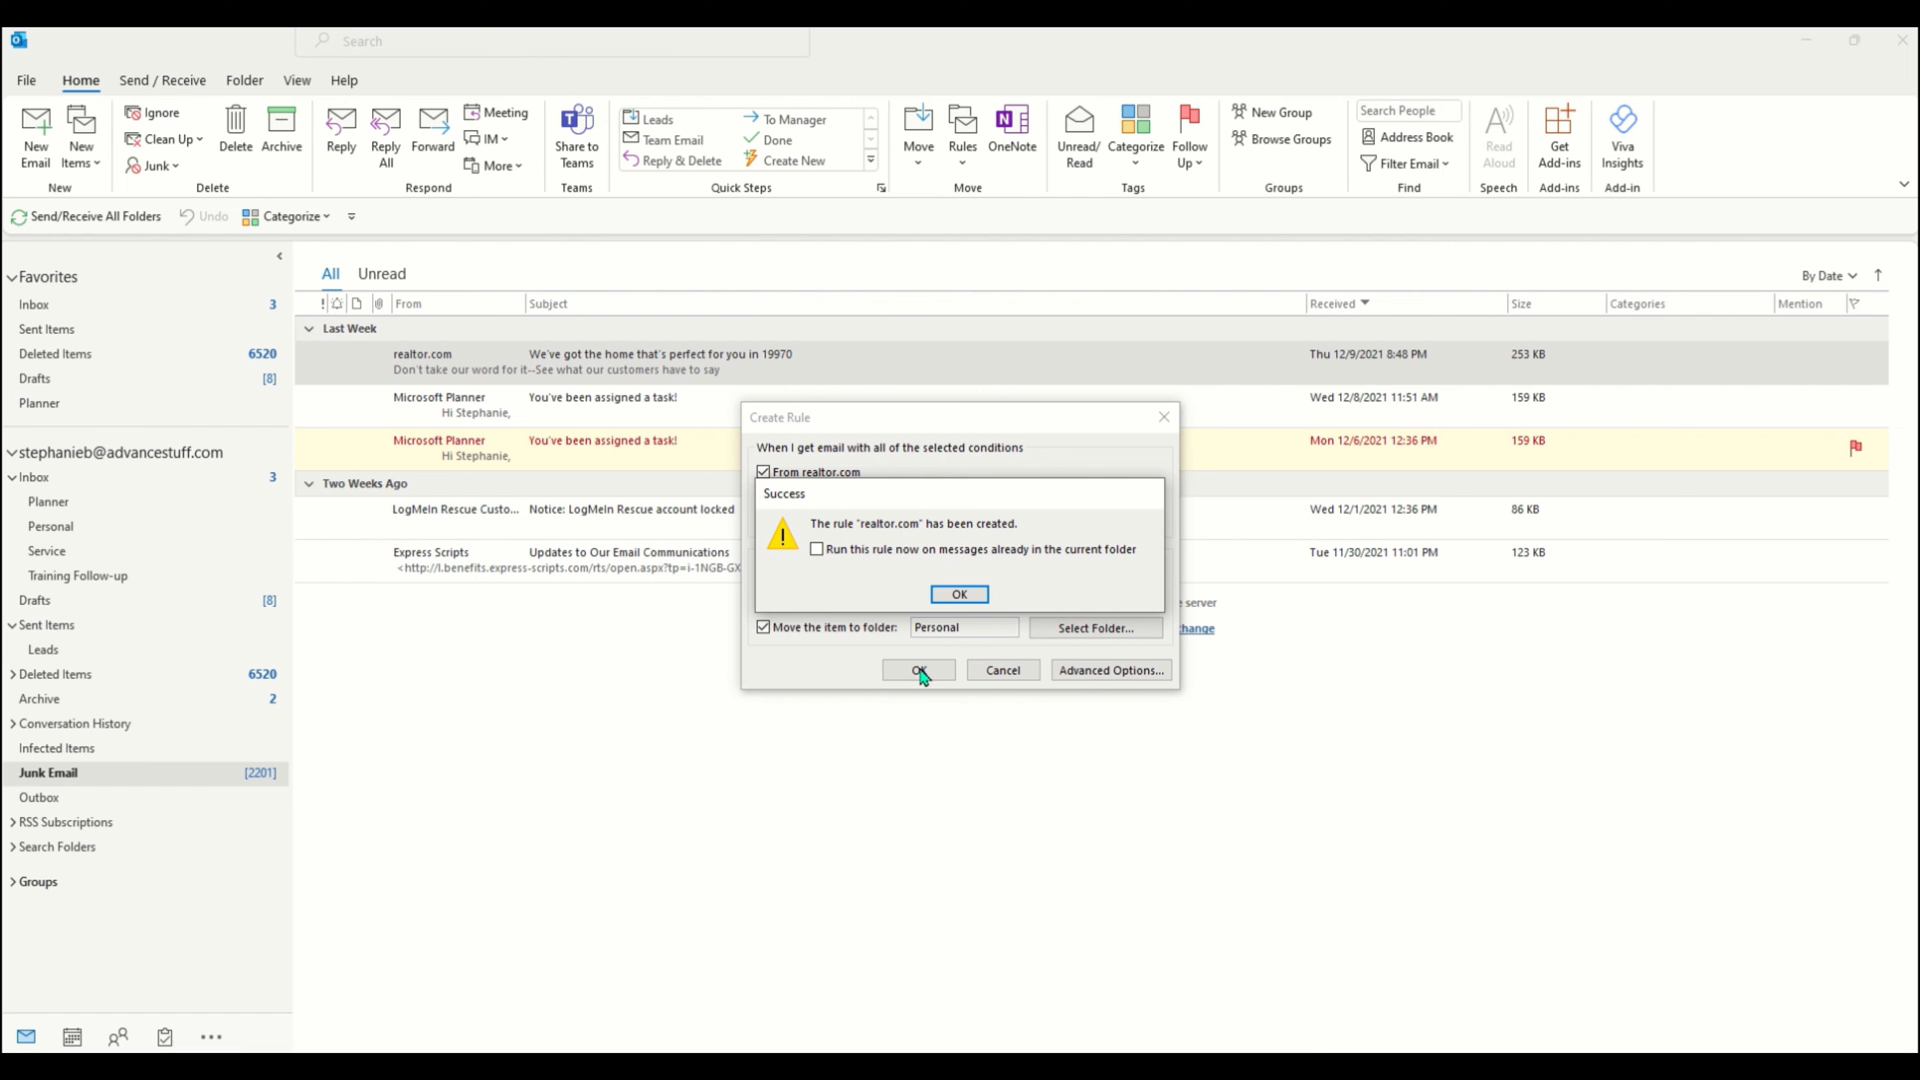 Search
File Home Send / Receive Folder View Help
New Email
New Items
Ignore
Clean Up
Junk
Delete
Archive
Reply
Reply All
Forward
Meeting
IM
More
Share to Teams
Leads
Team Email
Reply & Delete
To Manager
Done
Create New
Move
Rules
OneNote
Unread/ Read
Categorize
Follow Up
New Group
Browse Groups
Search People
Address Book
Filter Email
Read Aloud
Get Add-ins
Viva Insights
New Delete Respond Teams Quick Steps Move Tags Groups Find Speech Add-ins Add-in
Send/Receive All Folders Undo Categorize
Favorites
Inbox 3
Sent Items
Deleted Items 6520
Drafts [8]
Planner
stephanieb@advancestuff.com
Inbox 3
Planner
Personal
Service
Training Follow-up
Drafts [8]
Sent Items
Leads
Deleted Items 6520
Archive 2
Conversation History
Infected Items
Junk Email [2201]
Outbox
RSS Subscriptions
Search Folders
Groups
All Unread By Date
! From Subject Received Size Categories Mention
Last Week
realtor.com We've got the home that's perfect for you in 19970 Thu 12/9/2021 8:48 PM 253 KB
Don't take our word for it--See what our customers have to say
Microsoft Planner You've been assigned a task! Wed 12/8/2021 11:51 AM 159 KB
Hi Stephanie,
Microsoft Planner You've been assigned a task! Mon 12/6/2021 12:36 PM 159 KB
Hi Stephanie,
Two Weeks Ago
LogMeIn Rescue Custo... Notice: LogMeIn Rescue account locked Wed 12/1/2021 12:36 PM 86 KB
Express Scripts Updates to Our Email Communications Tue 11/30/2021 11:01 PM 123 KB
<http://l.benefits.express-scripts.com/rts/open.aspx?tp=i-1NGB-GX
e server
hange
Create Rule
When I get email with all of the selected conditions
From realtor.com
Success
The rule "realtor.com" has been created.
Run this rule now on messages already in the current folder
OK
Move the item to folder: Personal Select Folder...
OK Cancel Advanced Options...